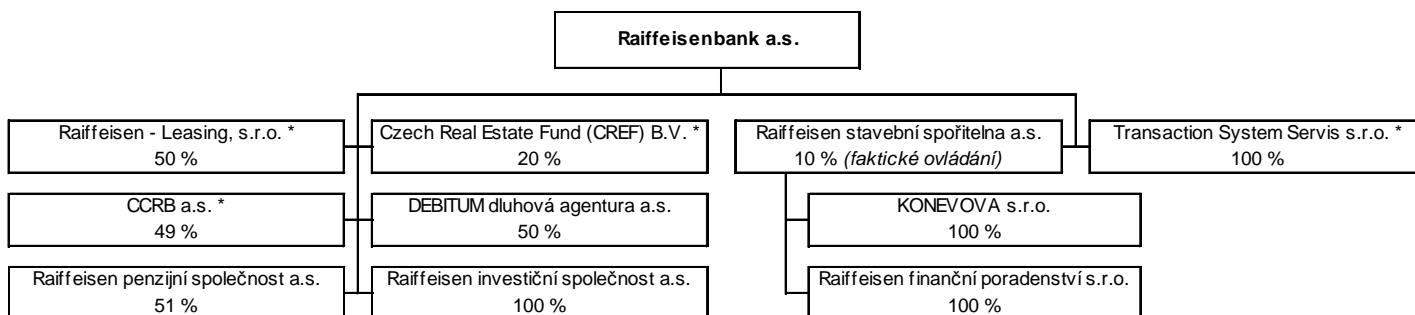 Raiffeisenbank a.s.
Raiffeisen - Leasing, s.r.o. *
50 %
Czech Real Estate Fund (CREF) B.V. *
20 %
Raiffeisen stavební spořitelna a.s.
10 % (faktické ovládání)
Transaction System Servis s.r.o. *
100 %
CCRB a.s. *
49 %
DEBITUM dluhová agentura a.s.
50 %
KONEVOVA s.r.o.
100 %
Raiffeisen penzijní společnost a.s.
51 %
Raiffeisen investiční společnost a.s.
100 %
Raiffeisen finanční poradenství s.r.o.
100 %